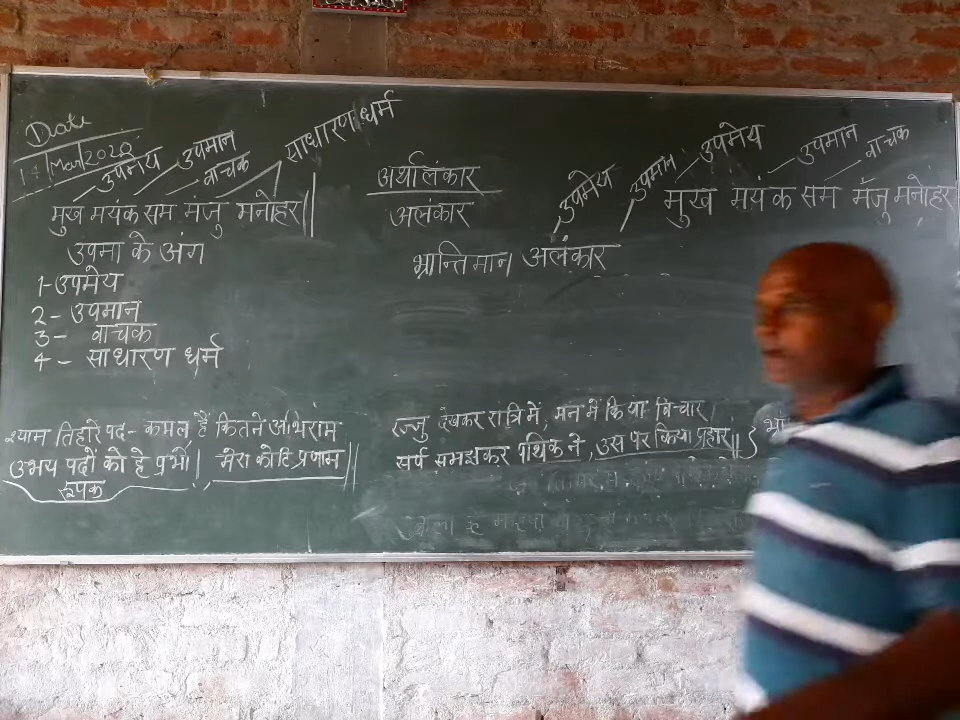 Date
17/Mar/2020
उपमेय उपमान वाचक साधारण धर्म
मुख मयंक सम मंजु मनोहर||
उपमा के अंग
1-उपमेय
2- उपमान
3- वाचक
4- साधारण धर्म
श्याम तिहारे पद-कमल हैं कितने अभिराम
उभय पदों को हे प्रभो| मेरा कोटि प्रणाम||
रूपक
अर्थालंकार
अलंकार
उपमेय उपमान
भ्रान्तिमान अलंकार
उपमेय उपमान वाचक
मुख मयंक सम मँजु मनोहर
रज्जु देखकर रात्रि में, मन में किया विचार|
सर्प समझकर पथिक ने, उस पर किया प्रहार||}